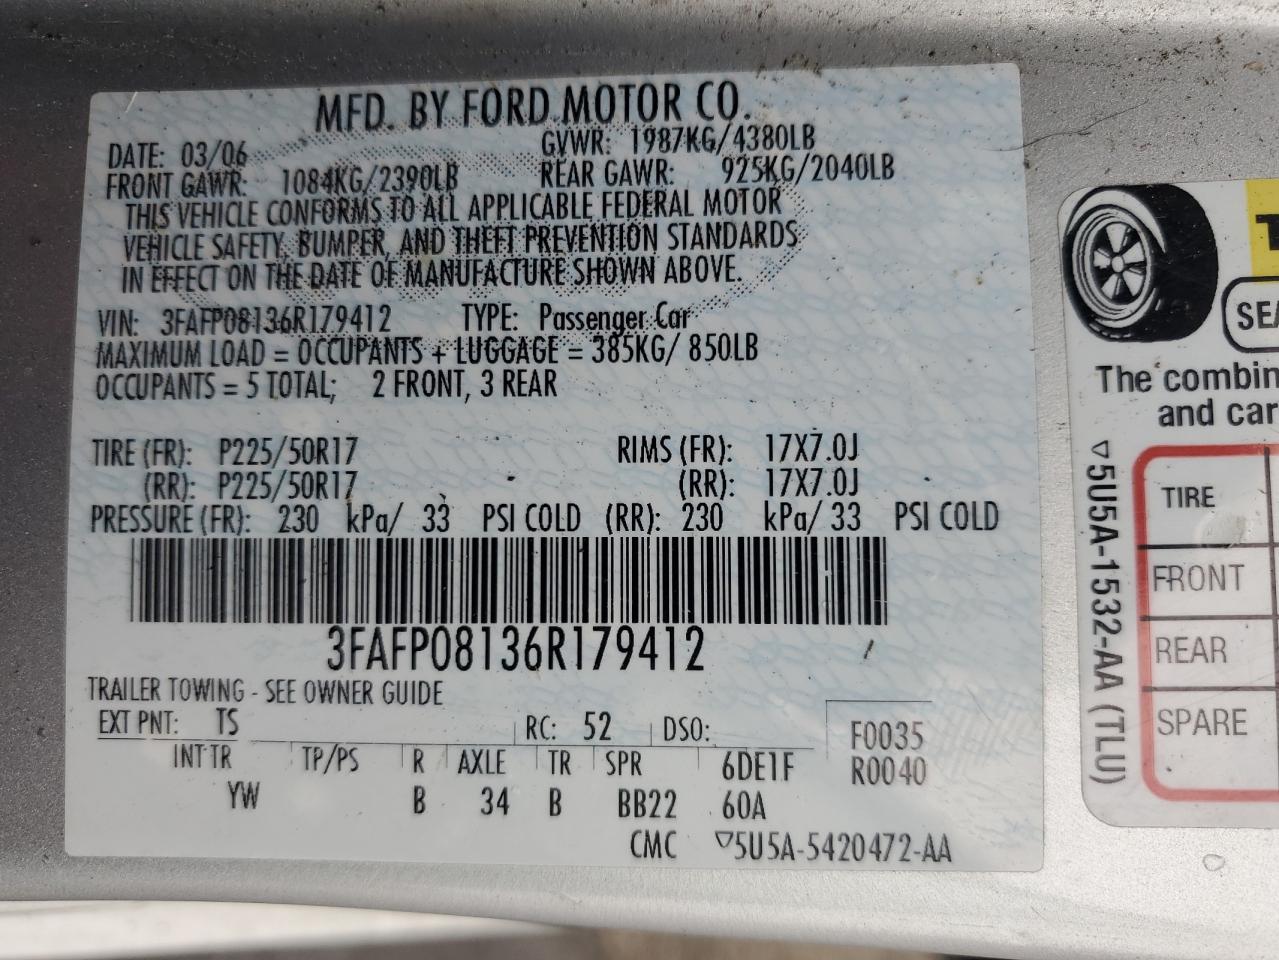 MFD. BY FORD MOTOR CO.
DATE: 03/06 GVWR: 1987KG/4380LB
FRONT GAWR: 1084KG/2390LB REAR GAWR: 925KG/2040LB
THIS VEHICLE CONFORMS TO ALL APPLICABLE FEDERAL MOTOR
VEHICLE SAFETY, BUMPER, AND THEFT PREVENTION STANDARDS
IN EFFECT ON THE DATE OF MANUFACTURE SHOWN ABOVE.
VIN: 3FAFP08136R179412 TYPE: Passenger Car
MAXIMUM LOAD = OCCUPANTS + LUGGAGE = 385KG/ 850LB
OCCUPANTS = 5 TOTAL; 2 FRONT, 3 REAR
TIRE (FR): P225/50R17 RIMS (FR): 17X7.0J
(RR): P225/50R17 (RR): 17X7.0J
PRESSURE (FR): 230 kPa/ 33 PSI COLD (RR): 230 kPa/ 33 PSI COLD
3FAFP08136R179412
TRAILER TOWING - SEE OWNER GUIDE
EXT PNT: TS RC: 52 DSO: F0035
INT TR TP/PS R AXLE TR SPR 6DE1F R0040
YW B 34 B BB22 60A
CMC ▽5U5A-5420472-AA
T
SEA
The combin
and car
TIRE
FRONT
REAR
SPARE
▽5U5A-1532-AA (TLU)